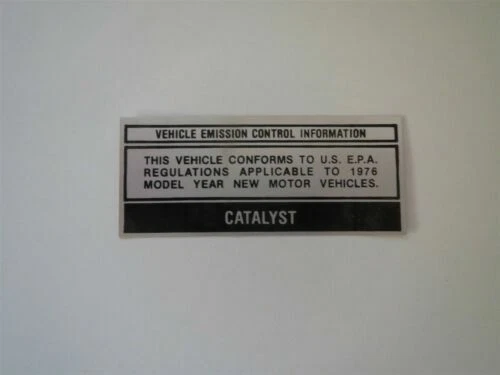 VEHICLE EMISSION CONTROL INFORMATION
THIS VEHICLE CONFORMS TO U.S. E.P.A.
REGULATIONS APPLICABLE TO 1976
MODEL YEAR NEW MOTOR VEHICLES.
CATALYST